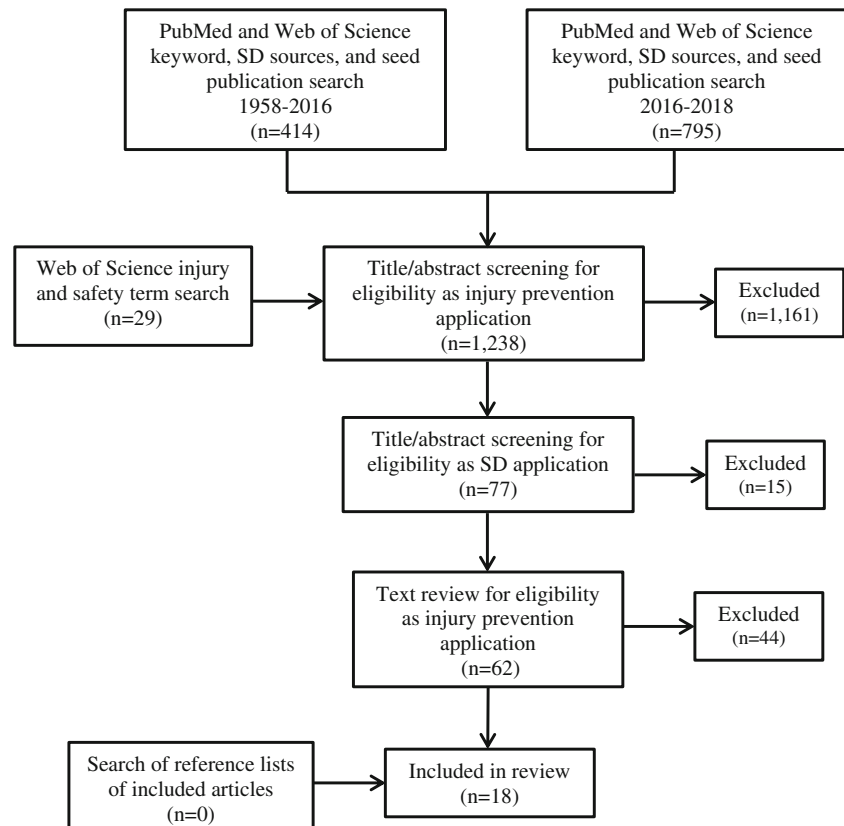 PubMed and Web of Science
keyword, SD sources, and seed
publication search
1958-2016
(n=414)
PubMed and Web of Science
keyword, SD sources, and seed
publication search
2016-2018
(n=795)
Web of Science injury
and safety term search
(n=29)
Title/abstract screening for
eligibility as injury prevention
application
(n=1,238)
Excluded
(n=1,161)
Title/abstract screening for
eligibility as SD application
(n=77)
Excluded
(n=15)
Text review for eligibility
as injury prevention
application
(n=62)
Excluded
(n=44)
Search of reference lists
of included articles
(n=0)
Included in review
(n=18)